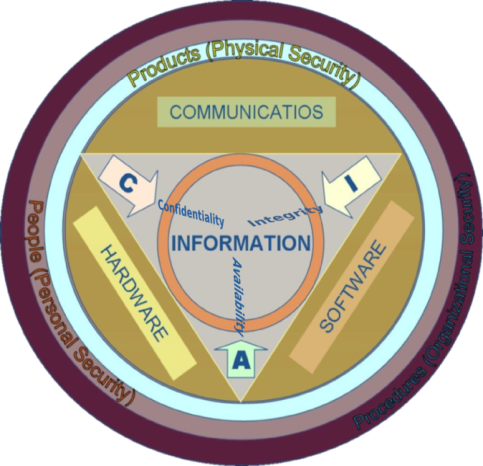 Products (Physical Security)
COMMUNICATIOS
C
I
Confidentiality
Integrity
INFORMATION
Availability
A
HARDWARE
SOFTWARE
People (Personal Security)
Procedures (Organizational Security)